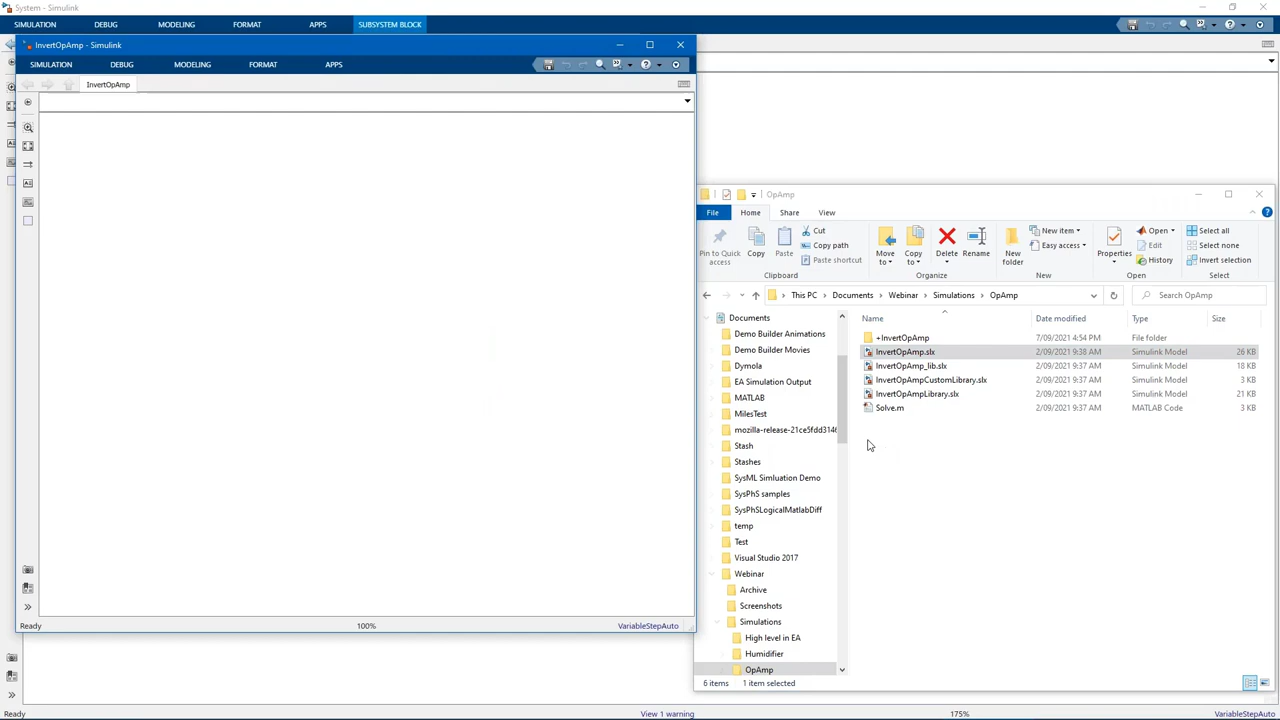 System - Simulink
SIMULATION DEBUG MODELING FORMAT APPS SUBSYSTEM BLOCK
InvertOpAmp - Simulink
SIMULATION DEBUG MODELING FORMAT APPS
InvertOpAmp
OpAmp
File Home Share View
Pin to Quick access
Copy
Paste
Cut
Copy path
Paste shortcut
Clipboard
Move to
Copy to
Delete
Rename
Organize
New folder
New item
Easy access
New
Properties
Open
Edit
History
Open
Select all
Select none
Invert selection
Select
This PC > Documents > Webinar > Simulations > OpAmp
Search OpAmp
Documents
Demo Builder Animations
Demo Builder Movies
Dymola
EA Simulation Output
MATLAB
MilesTest
mozilla-release-21ce5fdd3146
Stash
Stashes
SysML Simluation Demo
SysPhS samples
SysPhSLogicalMatlabDiff
temp
Test
Visual Studio 2017
Webinar
Archive
Screenshots
Simulations
High level in EA
Humidifier
OpAmp
Name Date modified Type Size
+InvertOpAmp 7/09/2021 4:54 PM File folder
InvertOpAmp.slx 2/09/2021 9:38 AM Simulink Model 26 KB
InvertOpAmp_lib.slx 2/09/2021 9:37 AM Simulink Model 18 KB
InvertOpAmpCustomLibrary.slx 2/09/2021 9:37 AM Simulink Model 3 KB
InvertOpAmpLibrary.slx 2/09/2021 9:37 AM Simulink Model 21 KB
Solve.m 2/09/2021 9:37 AM MATLAB Code 3 KB
Ready 100% VariableStepAuto
6 items 1 item selected
Ready View 1 warning 175% VariableStepAuto